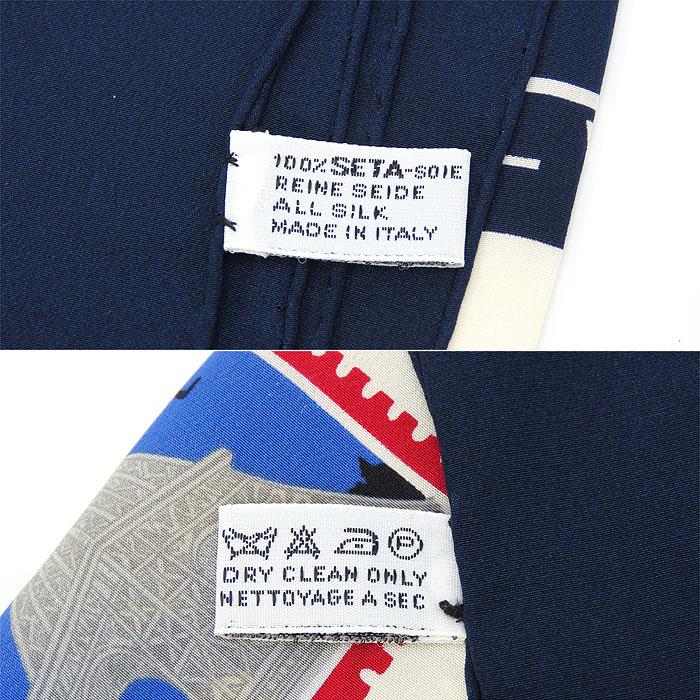 100% SETA-SOIE
REINE SEIDE
ALL SILK
MADE IN ITALY
P
DRY CLEAN ONLY
NETTOYAGE A SEC